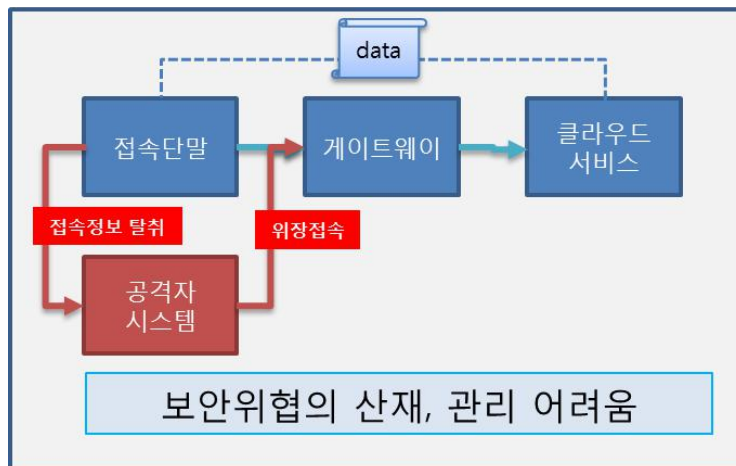 data
접속단말
게이트웨이
클라우드
서비스
접속정보 탈취
위장접속
공격자
시스템
보안위협의 산재, 관리 어려움